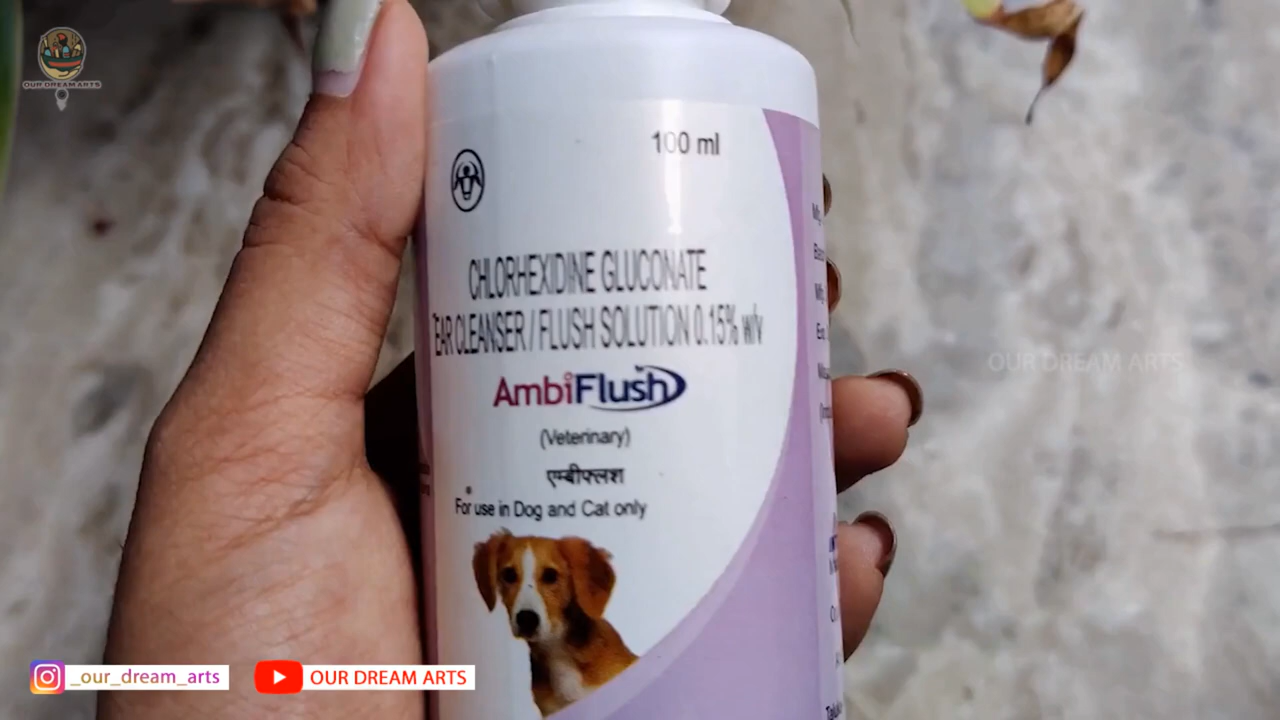 OUR DREAM ARTS
100 ml
CHLORHEXIDINE GLUCONATE
EAR CLEANSER / FLUSH SOLUTION 0.15% w/v
AmbiFlush
(Veterinary)
एम्बीफ्लश
For use in Dog and Cat only
OUR DREAM ARTS
_our_dream_arts
OUR DREAM ARTS